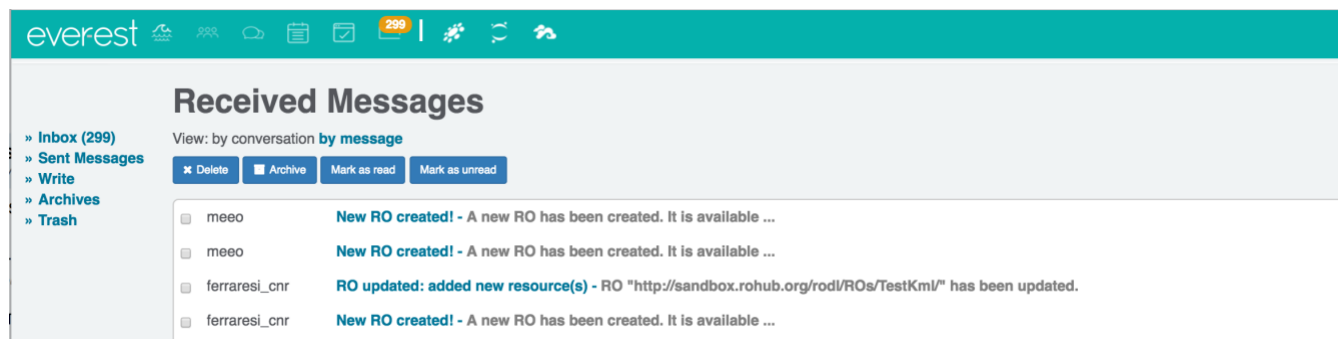 everest 299
Received Messages
» Inbox (299)
» Sent Messages
» Write
» Archives
» Trash
View: by conversation by message
Delete Archive Mark as read Mark as unread
meeo New RO created! - A new RO has been created. It is available ...
meeo New RO created! - A new RO has been created. It is available ...
ferraresi_cnr RO updated: added new resource(s) - RO "http://sandbox.rohub.org/rodl/ROs/TestKml/" has been updated.
ferraresi_cnr New RO created! - A new RO has been created. It is available ...